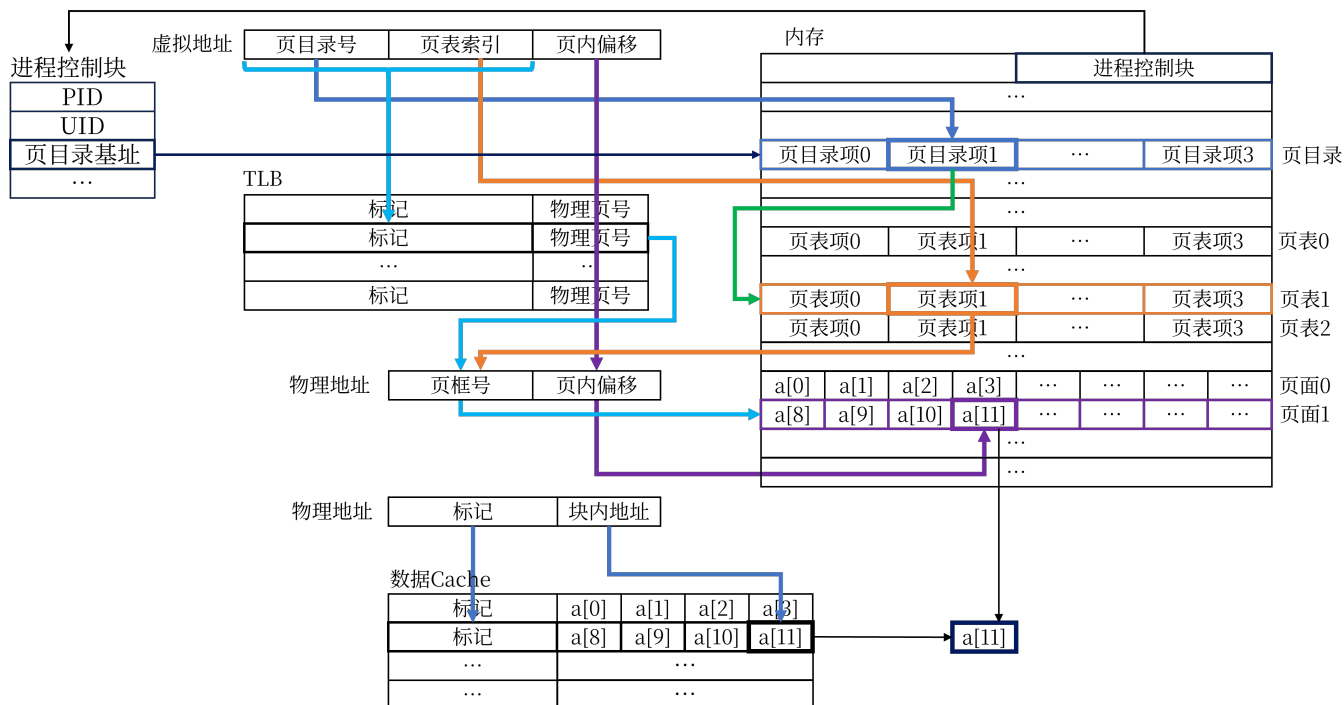 内存
虚拟地址 页目录号 页表索引 页内偏移
进程控制块
进程控制块
PID
…
UID
页目录基址
页目录项0 页目录项1 … 页目录项3 页目录
…
TLB
…
标记 物理页号
…
标记 物理页号
页表项0 页表项1 … 页表项3 页表0
… …
…
标记 物理页号
页表项0 页表项1 … 页表项3 页表1
页表项0 页表项1 … 页表项3 页表2
…
物理地址 页框号 页内偏移
a[0] a[1] a[2] a[3] … … … … 页面0
a[8] a[9] a[10] a[11] … … … … 页面1
…
…
物理地址 标记 块内地址
数据Cache
标记 a[0] a[1] a[2] a[3]
标记 a[8] a[9] a[10] a[11]
a[11]
… …
… …